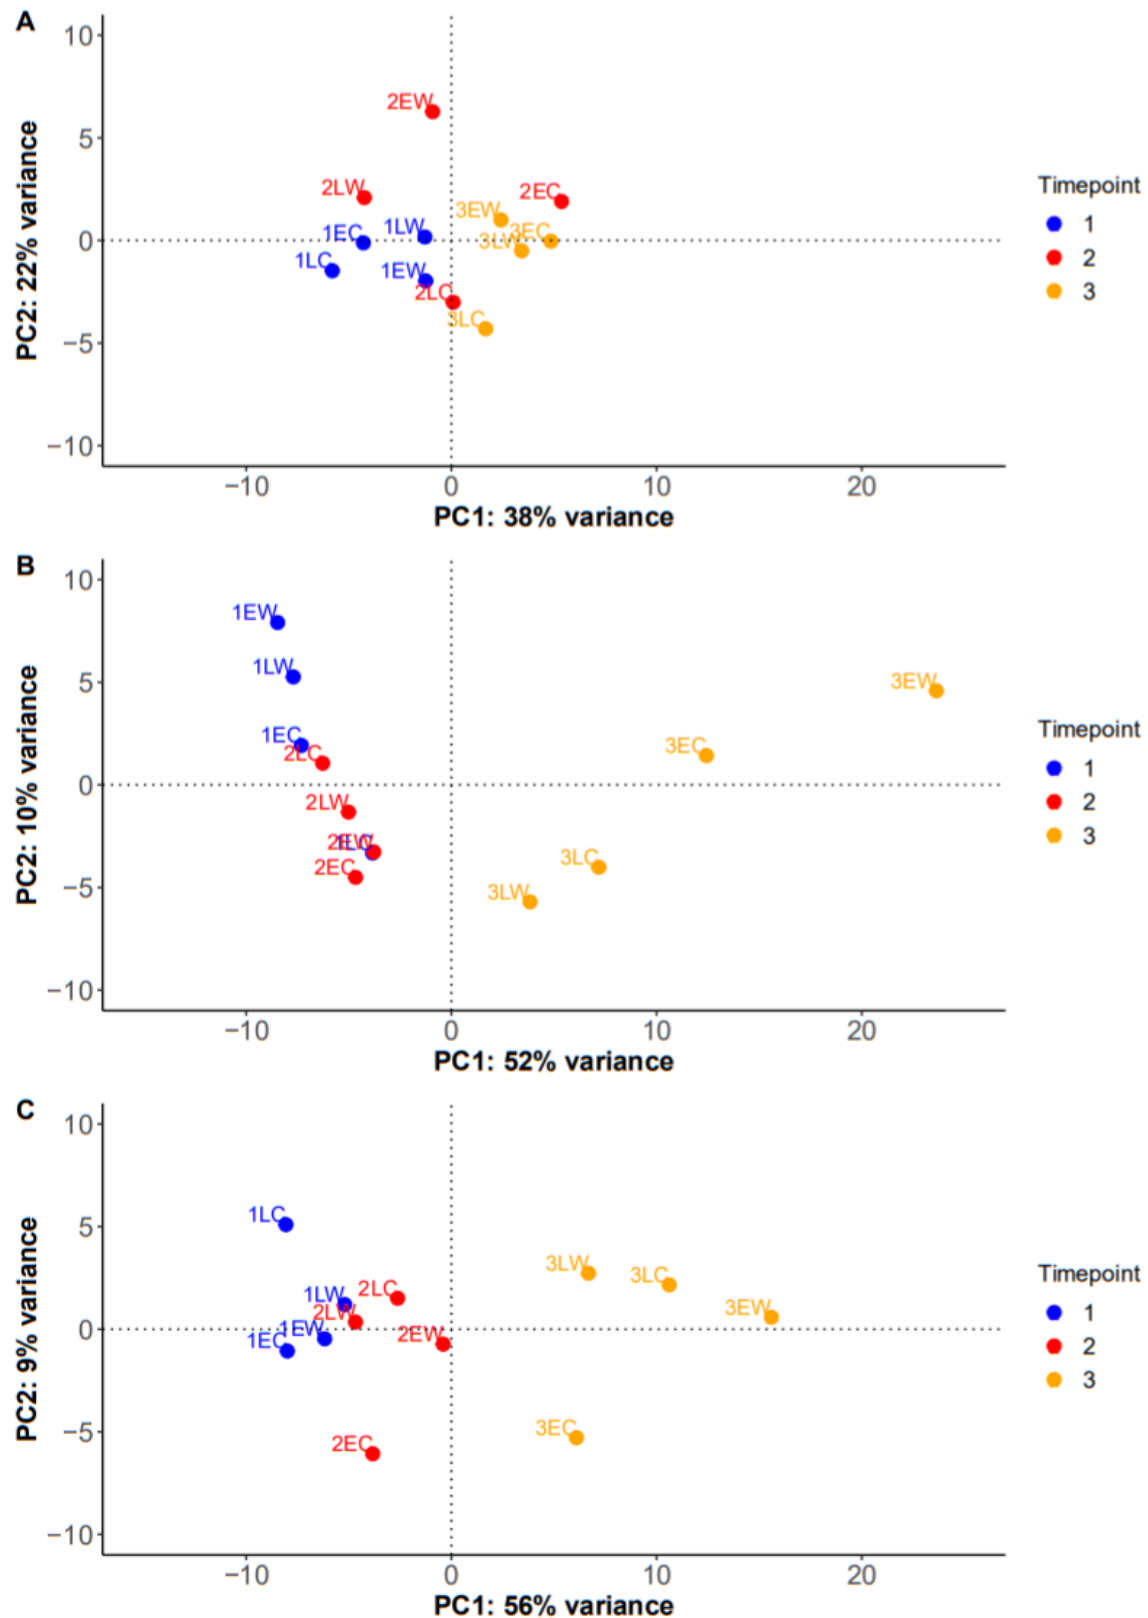 A
10
5
0
−5
−10
PC2: 22% variance
2EW
2LW
2EC
3EW
1LW
1EC
3EC
3LW
1LC
1EW
2LC
3LC
−10 0 10 20
PC1: 38% variance
Timepoint
1
2
3
B
10
5
0
−5
−10
PC2: 10% variance
1EW
1LW
3EW
1EC
3EC
2LC
2LW
2EW
1LC
3LC
2EC
3LW
−10 0 10 20
PC1: 52% variance
Timepoint
1
2
3
C
10
5
0
−5
−10
PC2: 9% variance
1LC
3LW
3LC
2LC
1LW
3EW
2LW
1EW
2EW
1EC
3EC
2EC
−10 0 10 20
PC1: 56% variance
Timepoint
1
2
3